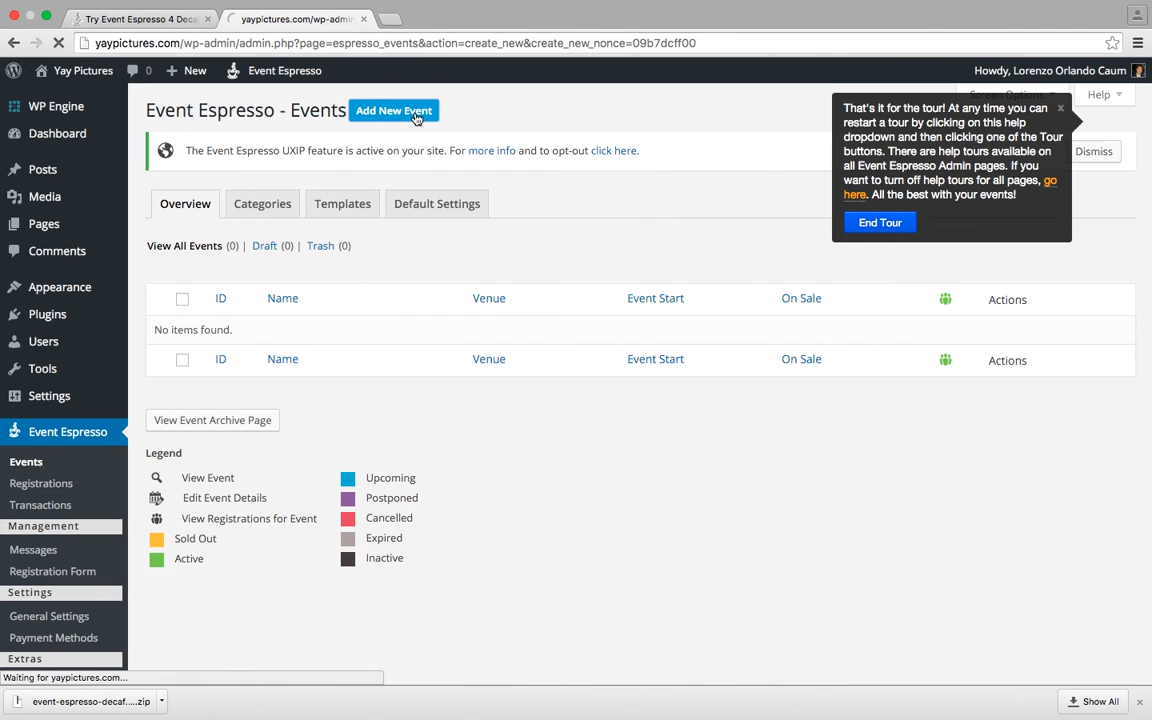 Try Event Espresso 4 Deca
yaypictures.com/wp-admin
yaypictures.com/wp-admin/admin.php?page=espresso_events&action=create_new&create_new_nonce=09b7dcff00
Yay Pictures 0 New Event Espresso Howdy, Lorenzo Orlando Caum
WP Engine
Dashboard
Posts
Media
Pages
Comments
Appearance
Plugins
Users
Tools
Settings
Event Espresso
Events
Registrations
Transactions
Management
Messages
Registration Form
Settings
General Settings
Payment Methods
Extras
Screen Options Help
Event Espresso - Events Add New Event
The Event Espresso UXIP feature is active on your site. For more info and to opt-out click here.
Dismiss
That's it for the tour! At any time you can
restart a tour by clicking on this help
dropdown and then clicking one of the Tour
buttons. There are help tours available on
all Event Espresso Admin pages. If you
want to turn off help tours for all pages, go
here. All the best with your events!
End Tour
Overview Categories Templates Default Settings
View All Events (0) | Draft (0) | Trash (0)
ID Name Venue Event Start On Sale Actions
No items found.
ID Name Venue Event Start On Sale Actions
View Event Archive Page
Legend
View Event Upcoming
Edit Event Details Postponed
View Registrations for Event Cancelled
Sold Out Expired
Active Inactive
Waiting for yaypictures.com...
event-espresso-decaf.....zip Show All